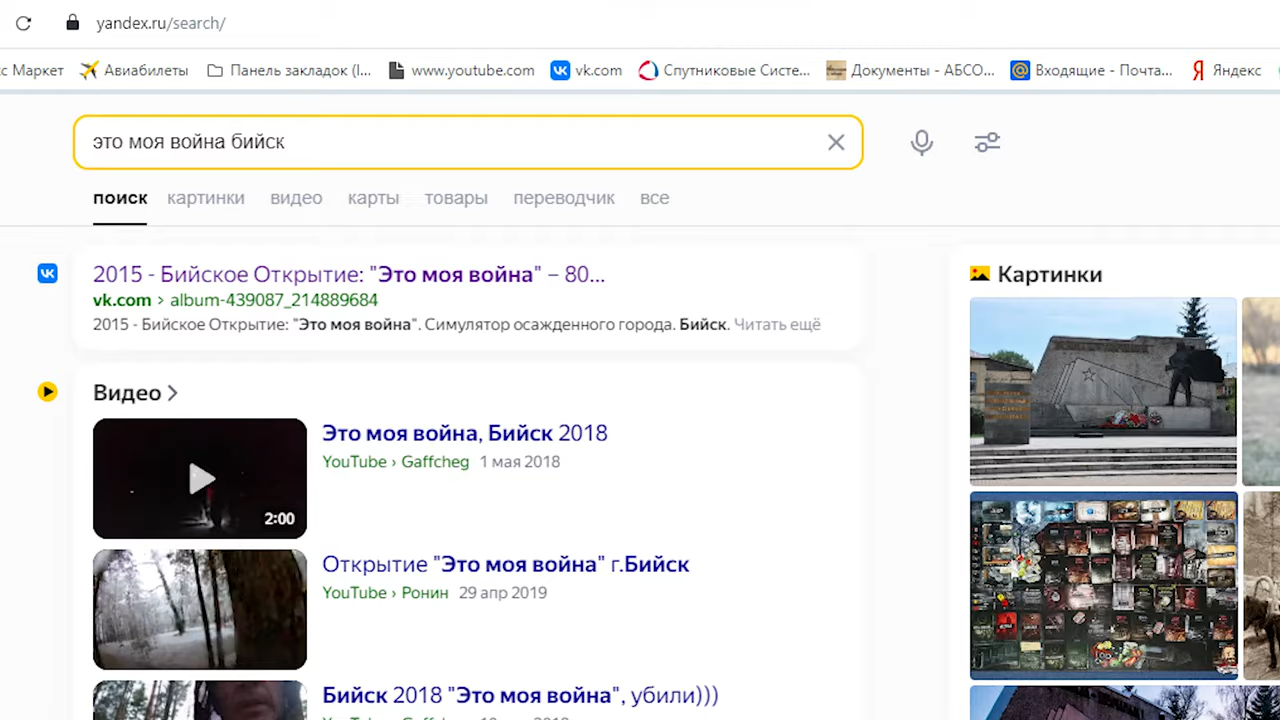 yandex.ru/search/
с Маркет
Авиабилеты
Панель закладок (I...
www.youtube.com
vk.com
Спутниковые Систе...
Документы - АБСО...
Входящие - Почта...
Яндекс
это моя война бийск
поиск
картинки
видео
карты
товары
переводчик
все
2015 - Бийское Открытие: "Это моя война" – 80...
vk.com › album-439087_214889684
2015 - Бийское Открытие: "Это моя война". Симулятор осажденного города. Бийск. Читать ещё
Видео
2:00
Это моя война, Бийск 2018
YouTube › Gaffcheg 1 мая 2018
Открытие "Это моя война" г.Бийск
YouTube › Ронин 29 апр 2019
Бийск 2018 "Это моя война", убили)))
Картинки